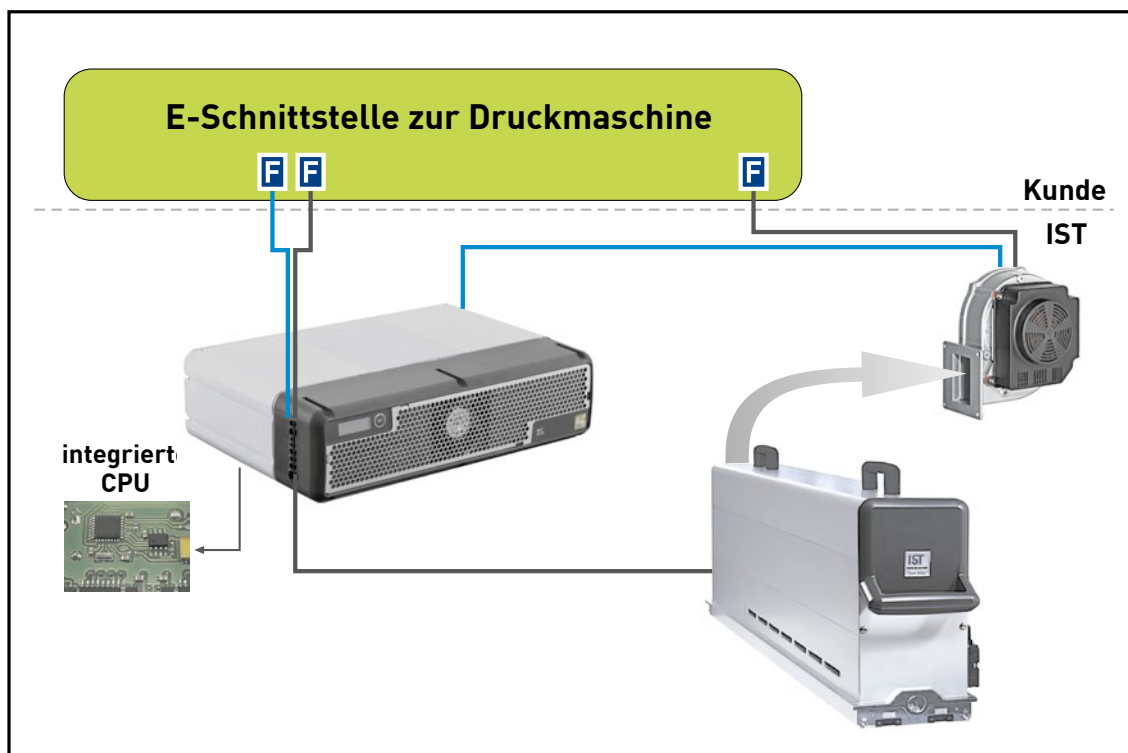 E-Schnittstelle zur Druckmaschine
F F F
Kunde
IST
integriert
CPU
IST